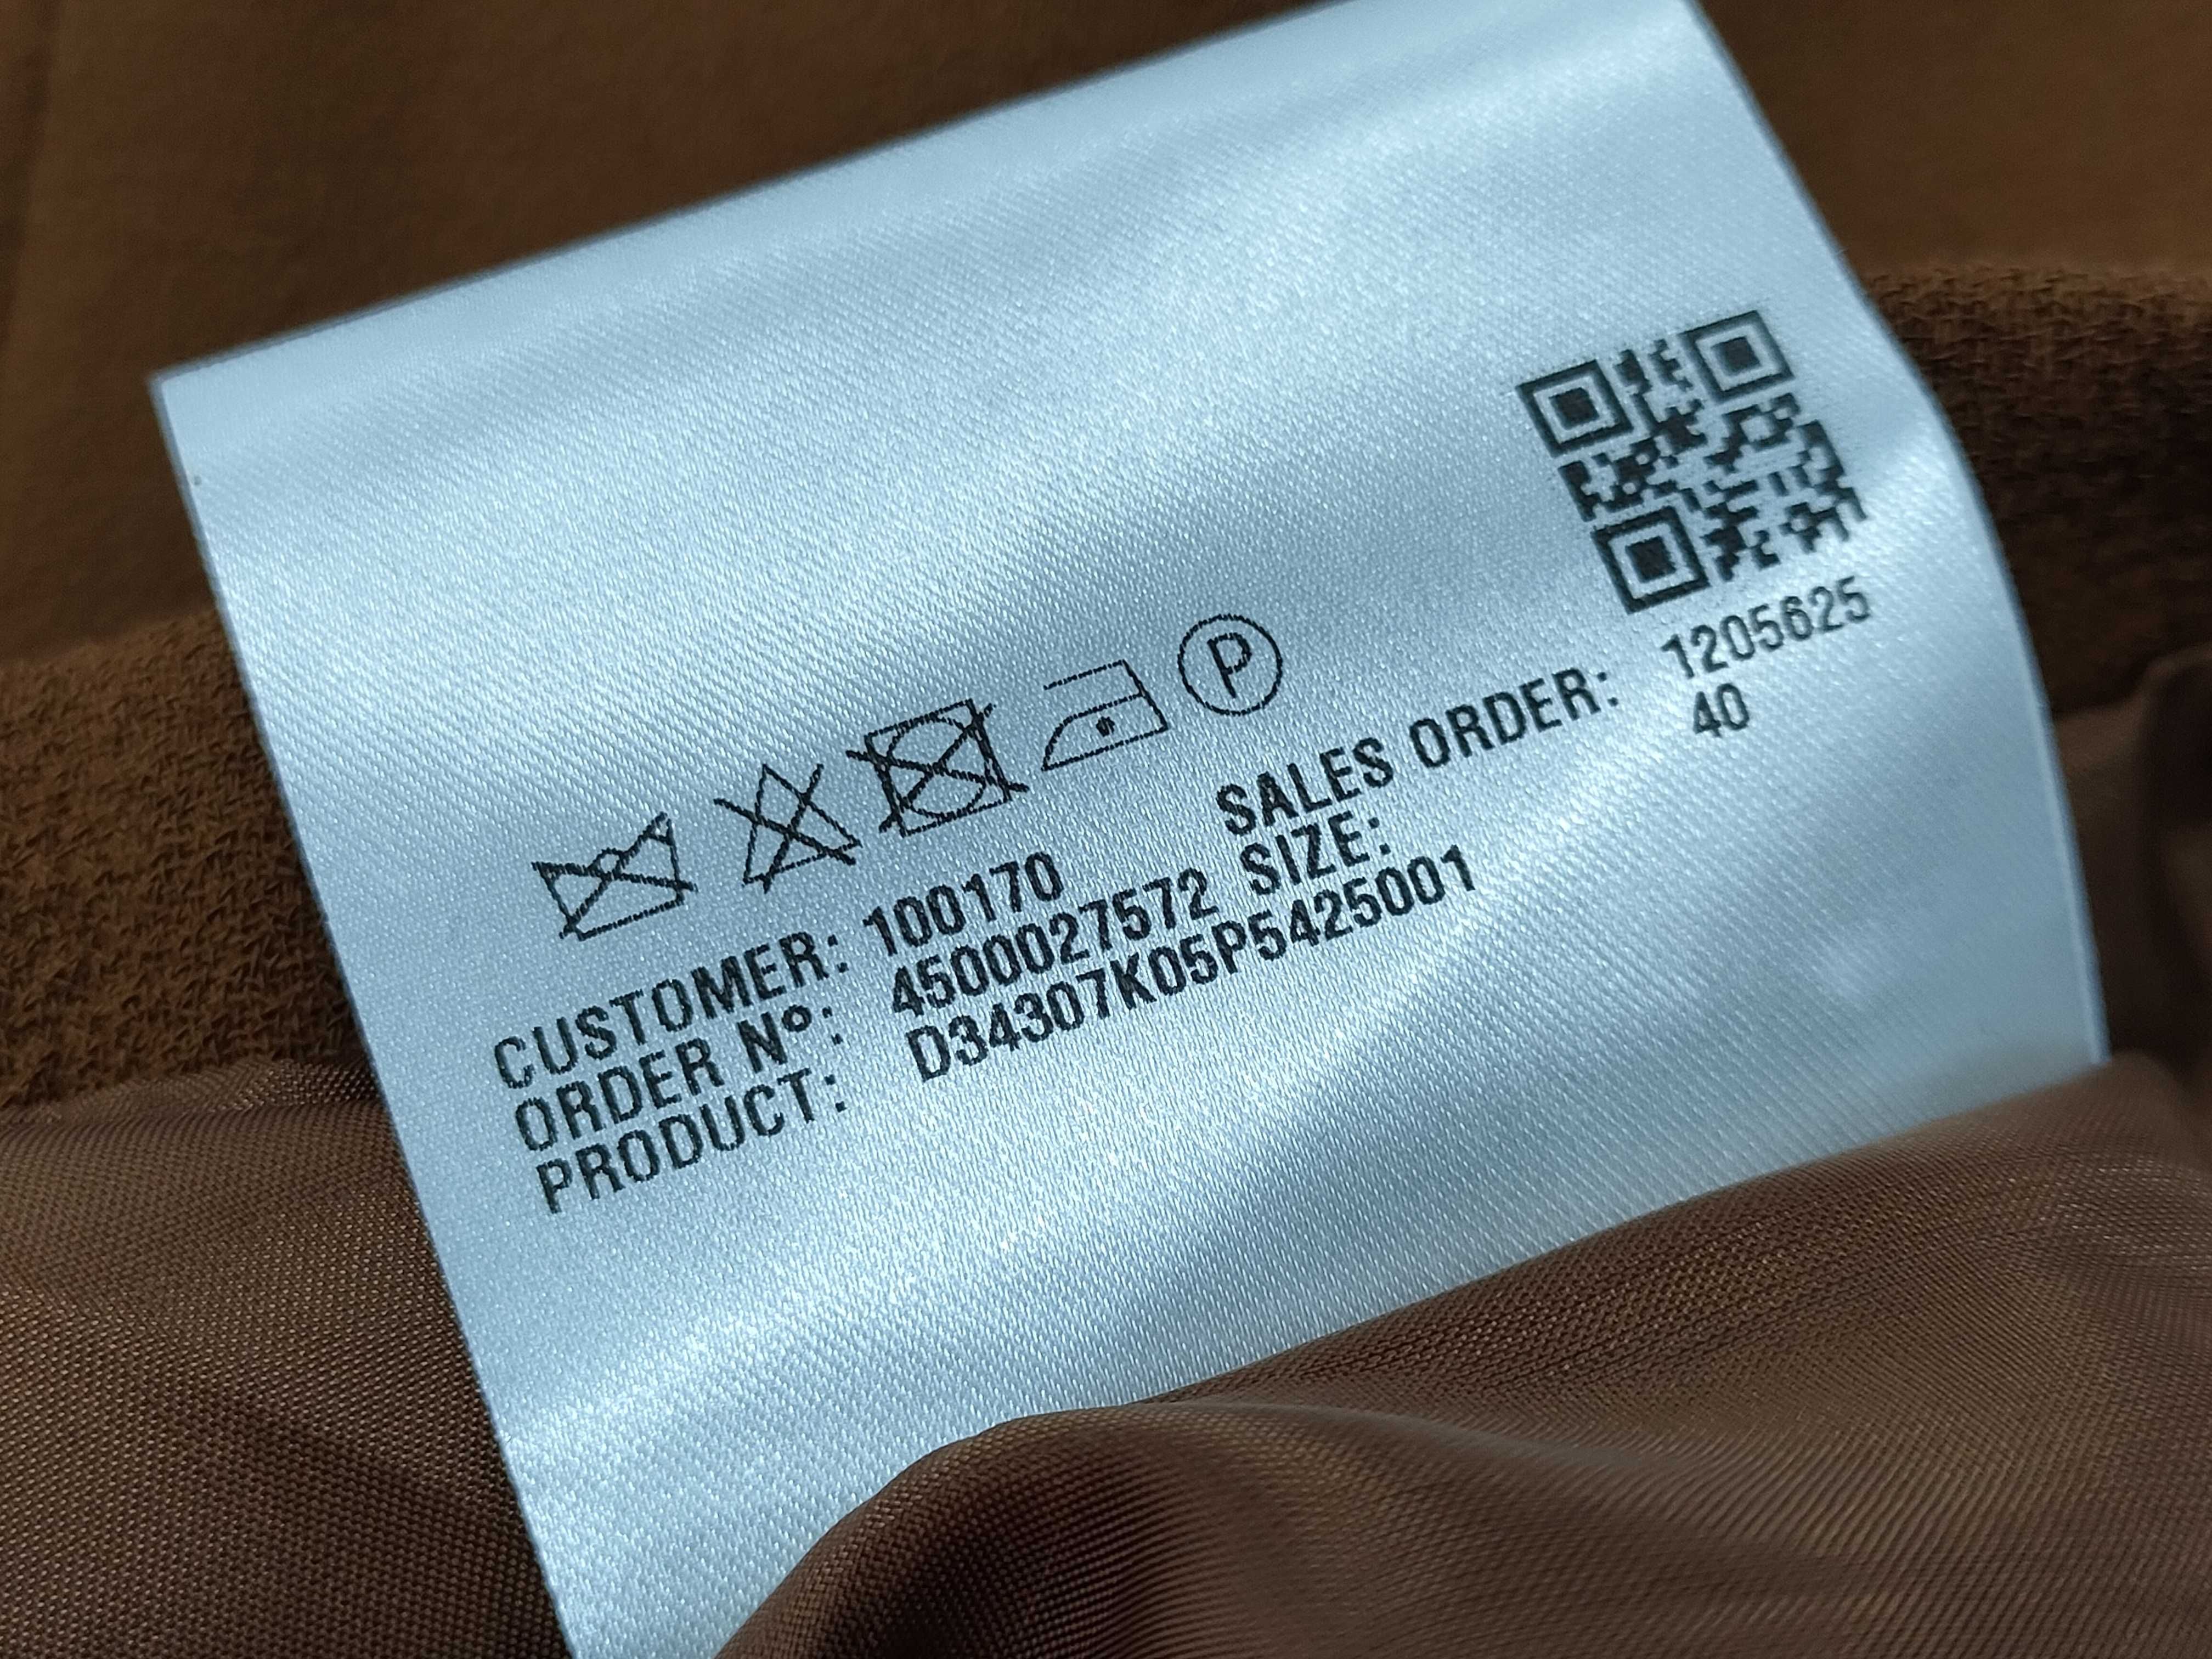 P
CUSTOMER: 100170 SALES ORDER: 1205625
ORDER Nº: 4500027572 SIZE: 40
PRODUCT: D34307K05P5425001